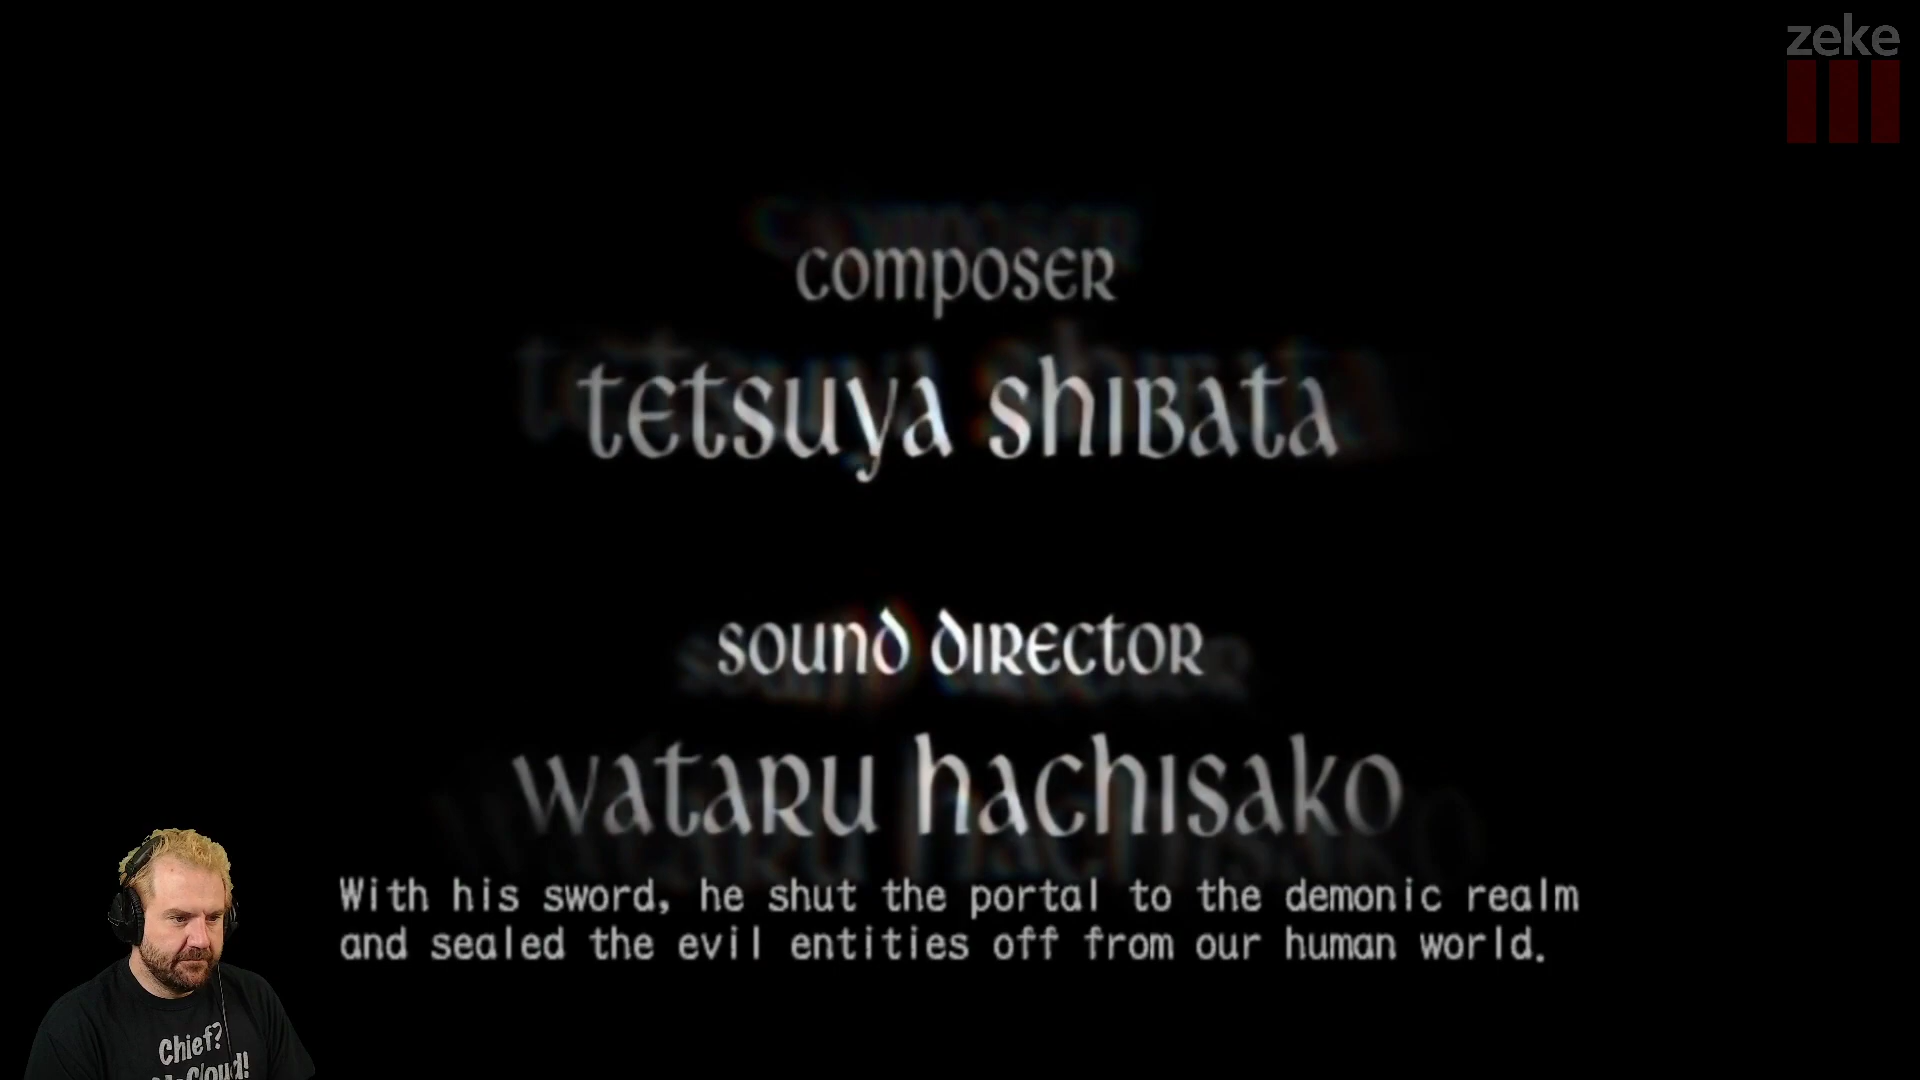 zeke
composer
tetsuya shibata
sound director
wataru hachisako
With his sword, he shut the portal to the demonic realm
and sealed the evil entities off from our human world.
Chief?
McCloud!